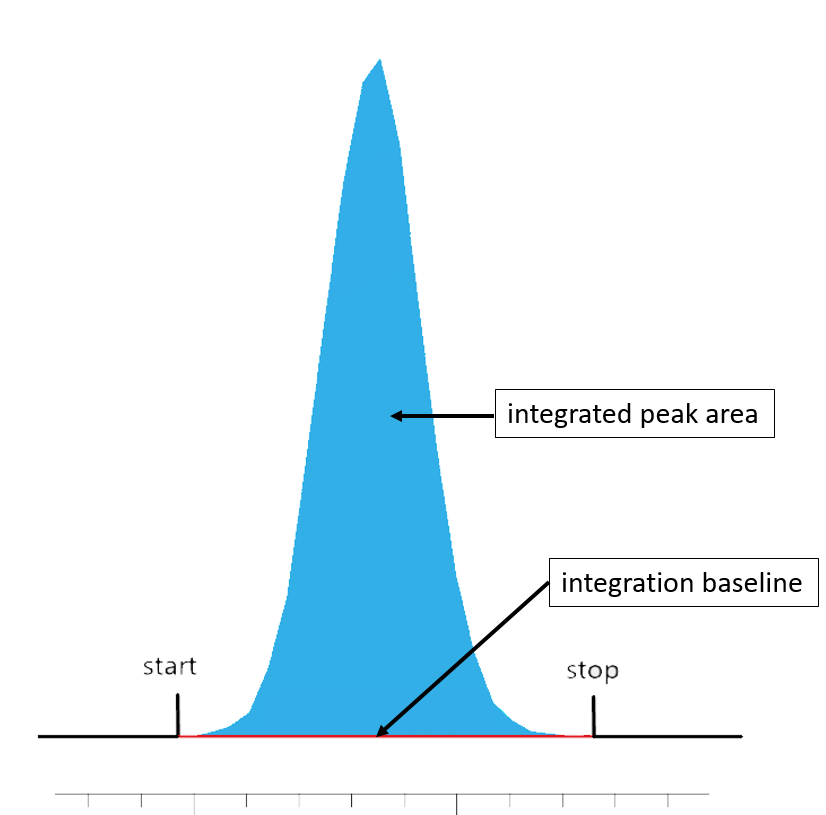 integrated peak area
integration baseline
start
stop